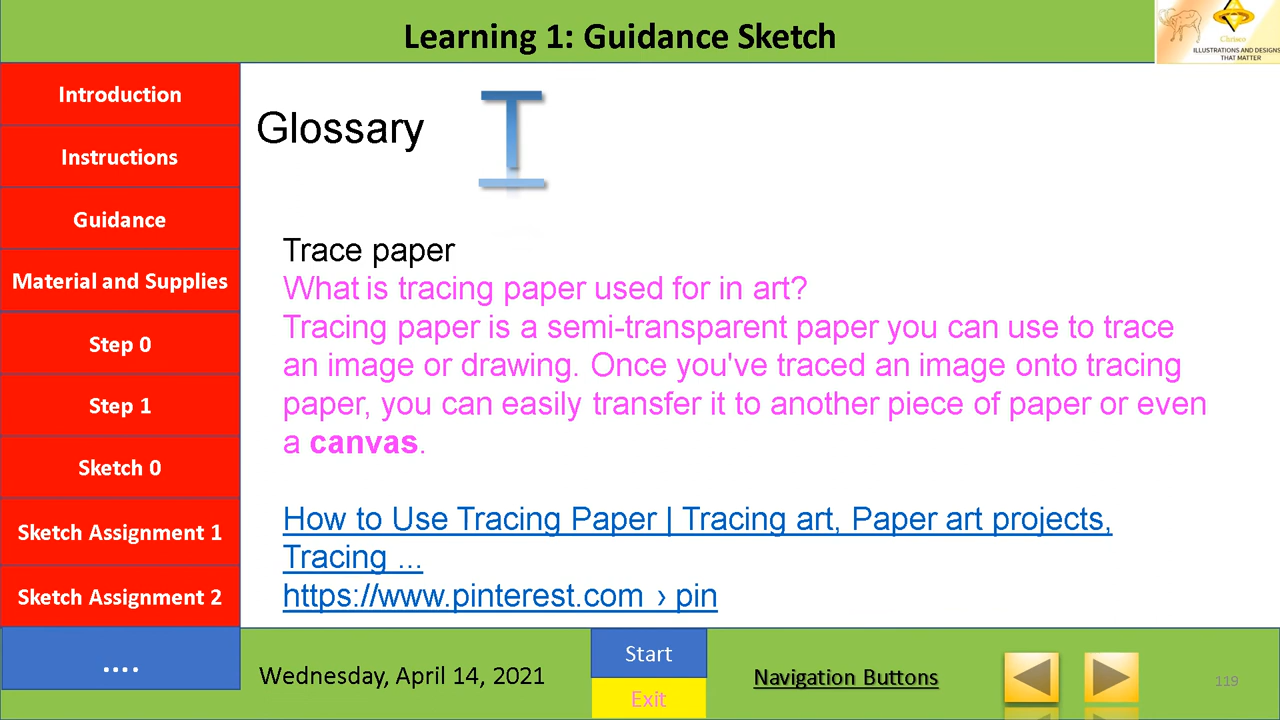 Learning 1: Guidance Sketch
Chrisco
ILLUSTRATIONS AND DESIGNS
THAT MATTER
Introduction
Instructions
Guidance
Material and Supplies
Step 0
Step 1
Sketch 0
Sketch Assignment 1
Sketch Assignment 2
....
Glossary
I
Trace paper
What is tracing paper used for in art?
Tracing paper is a semi-transparent paper you can use to trace
an image or drawing. Once you've traced an image onto tracing
paper, you can easily transfer it to another piece of paper or even
a canvas.
How to Use Tracing Paper | Tracing art, Paper art projects,
Tracing ...
https://www.pinterest.com › pin
Wednesday, April 14, 2021
Start
Exit
Navigation Buttons
119